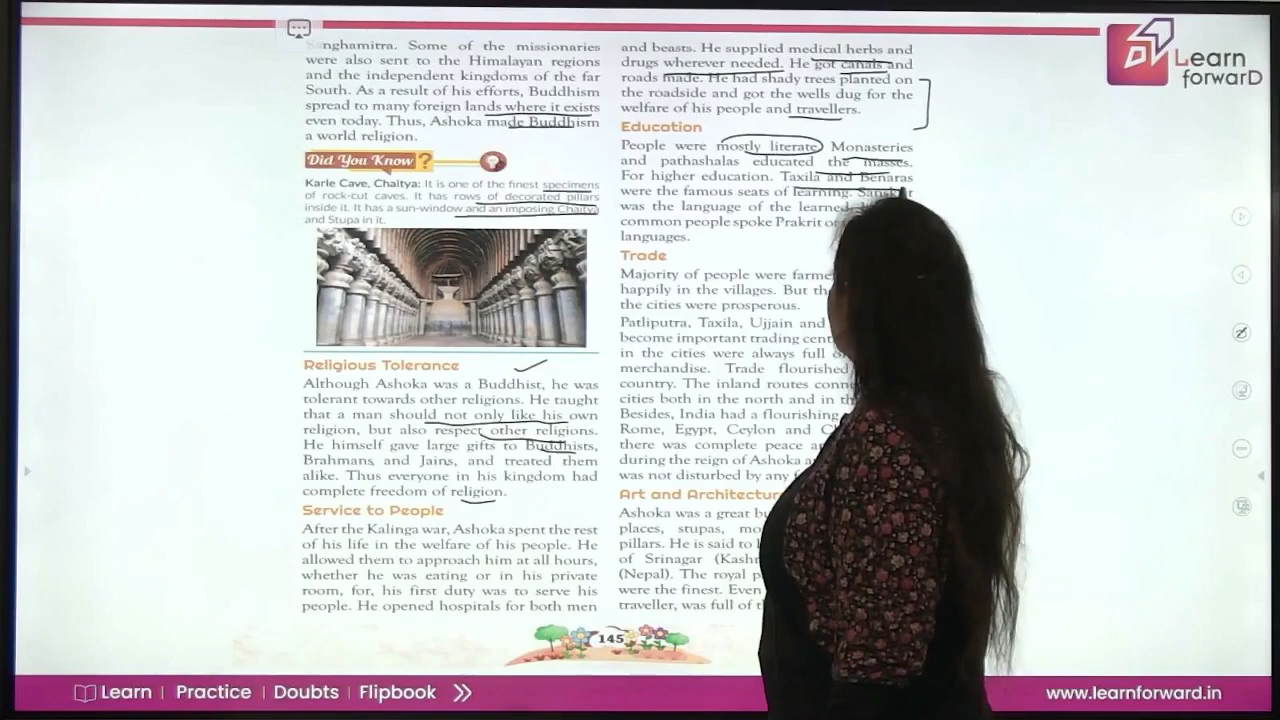 nghamitra. Some of the missionaries
were also sent to the Himalayan regions
and the independent kingdoms of the far
South. As a result of his efforts, Buddhism
spread to many foreign lands where it exists
even today. Thus, Ashoka made Buddhism
a world religion.
Did You Know ?
Karle Cave, Chaitya: It is one of the finest specimens
of rock-cut caves. It has rows of decorated pillars
inside it. It has a sun-window and an imposing Chaitya
and Stupa in it.
Religious Tolerance
Although Ashoka was a Buddhist, he was
tolerant towards other religions. He taught
that a man should not only like his own
religion, but also respect other religions.
He himself gave large gifts to Buddhists,
Brahmans and Jains, and treated them
alike. Thus everyone in his kingdom had
complete freedom of religion.
Service to People
After the Kalinga war, Ashoka spent the rest
of his life in the welfare of his people. He
allowed them to approach him at all hours,
whether he was eating or in his private
room, for, his first duty was to serve his
people. He opened hospitals for both men
and beasts. He supplied medical herbs and
drugs wherever needed. He got canals and
roads made. He had shady trees planted on
the roadside and got the wells dug for the
welfare of his people and travellers.
Education
People were mostly literate. Monasteries
and pathashalas educated the masses.
For higher education. Taxila and Benaras
were the famous seats of learning.
was the language of the learned
common people spoke Prakrit or
languages.
Trade
Majority of people were
happily in the villages. But
the cities were prosperous.
Patliputra, Taxila, Ujjain and
become important trading
in the cities were always full
merchandise. Trade flourished
country. The inland routes
cities both in the north and in
Besides, India had a flourishing
Rome, Egypt, Ceylon and
there was complete peace
during the reign of Ashoka
was not disturbed by any
Art and Architecture
Ashoka was a great
places, stupas,
pillars. He is said to
of Srinagar
(Nepal). The royal
were the finest. Even
traveller, was full of
145
Learn
forwarD
Learn | Practice | Doubts | Flipbook
www.learnforward.in